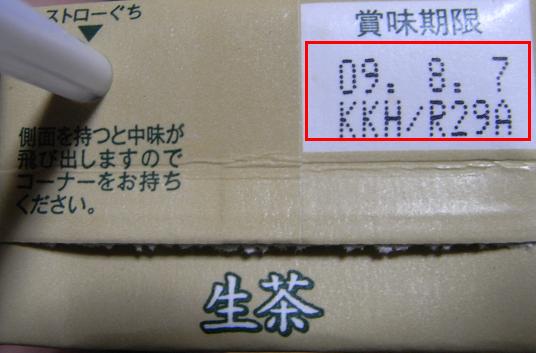 ストローぐち
賞味期限
09. 8. 7
KKH/R29A
側面を持つと中味が
飛び出しますので
コーナーをお持ち
ください。
生茶